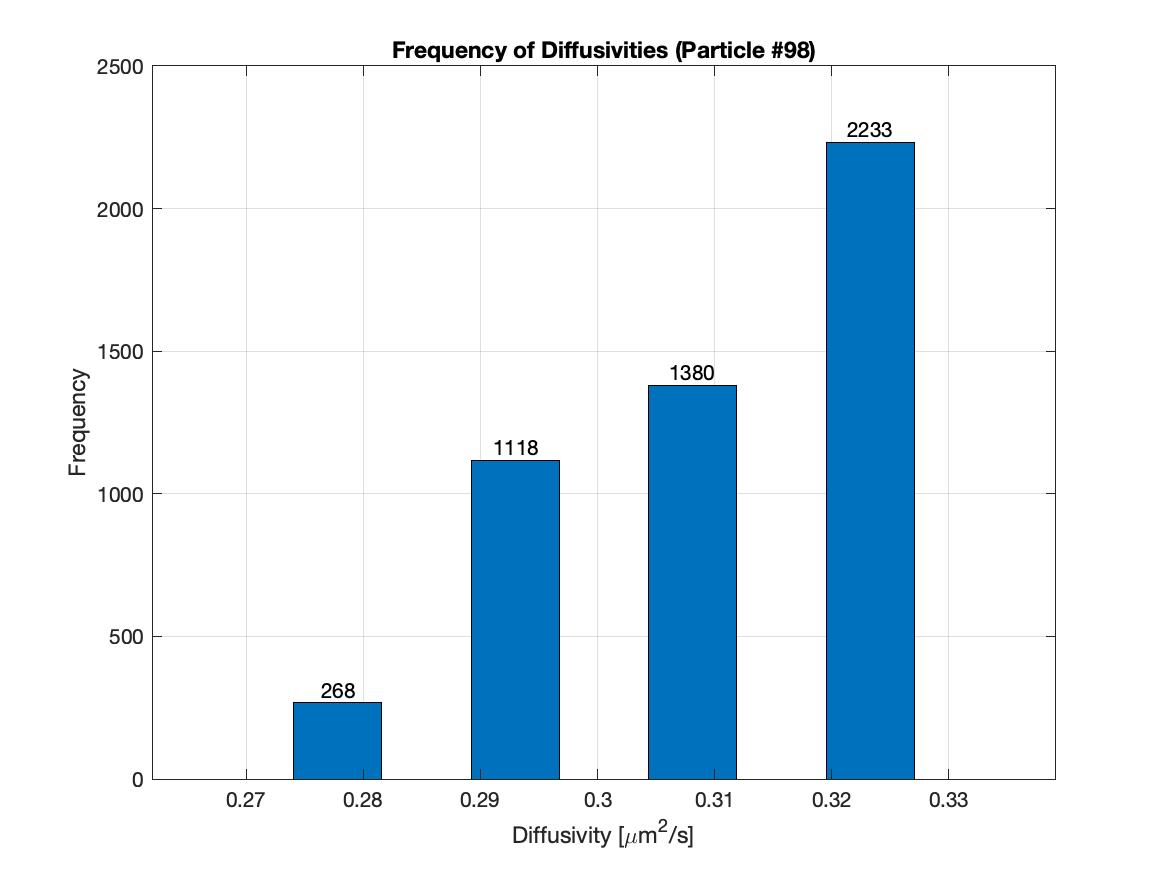 Frequency of Diffusivities (Particle #98)
2500
2000
1500
1000
500
0
Frequency
268
1118
1380
2233
0.27 0.28 0.29 0.3 0.31 0.32 0.33
Diffusivity [μm²/s]